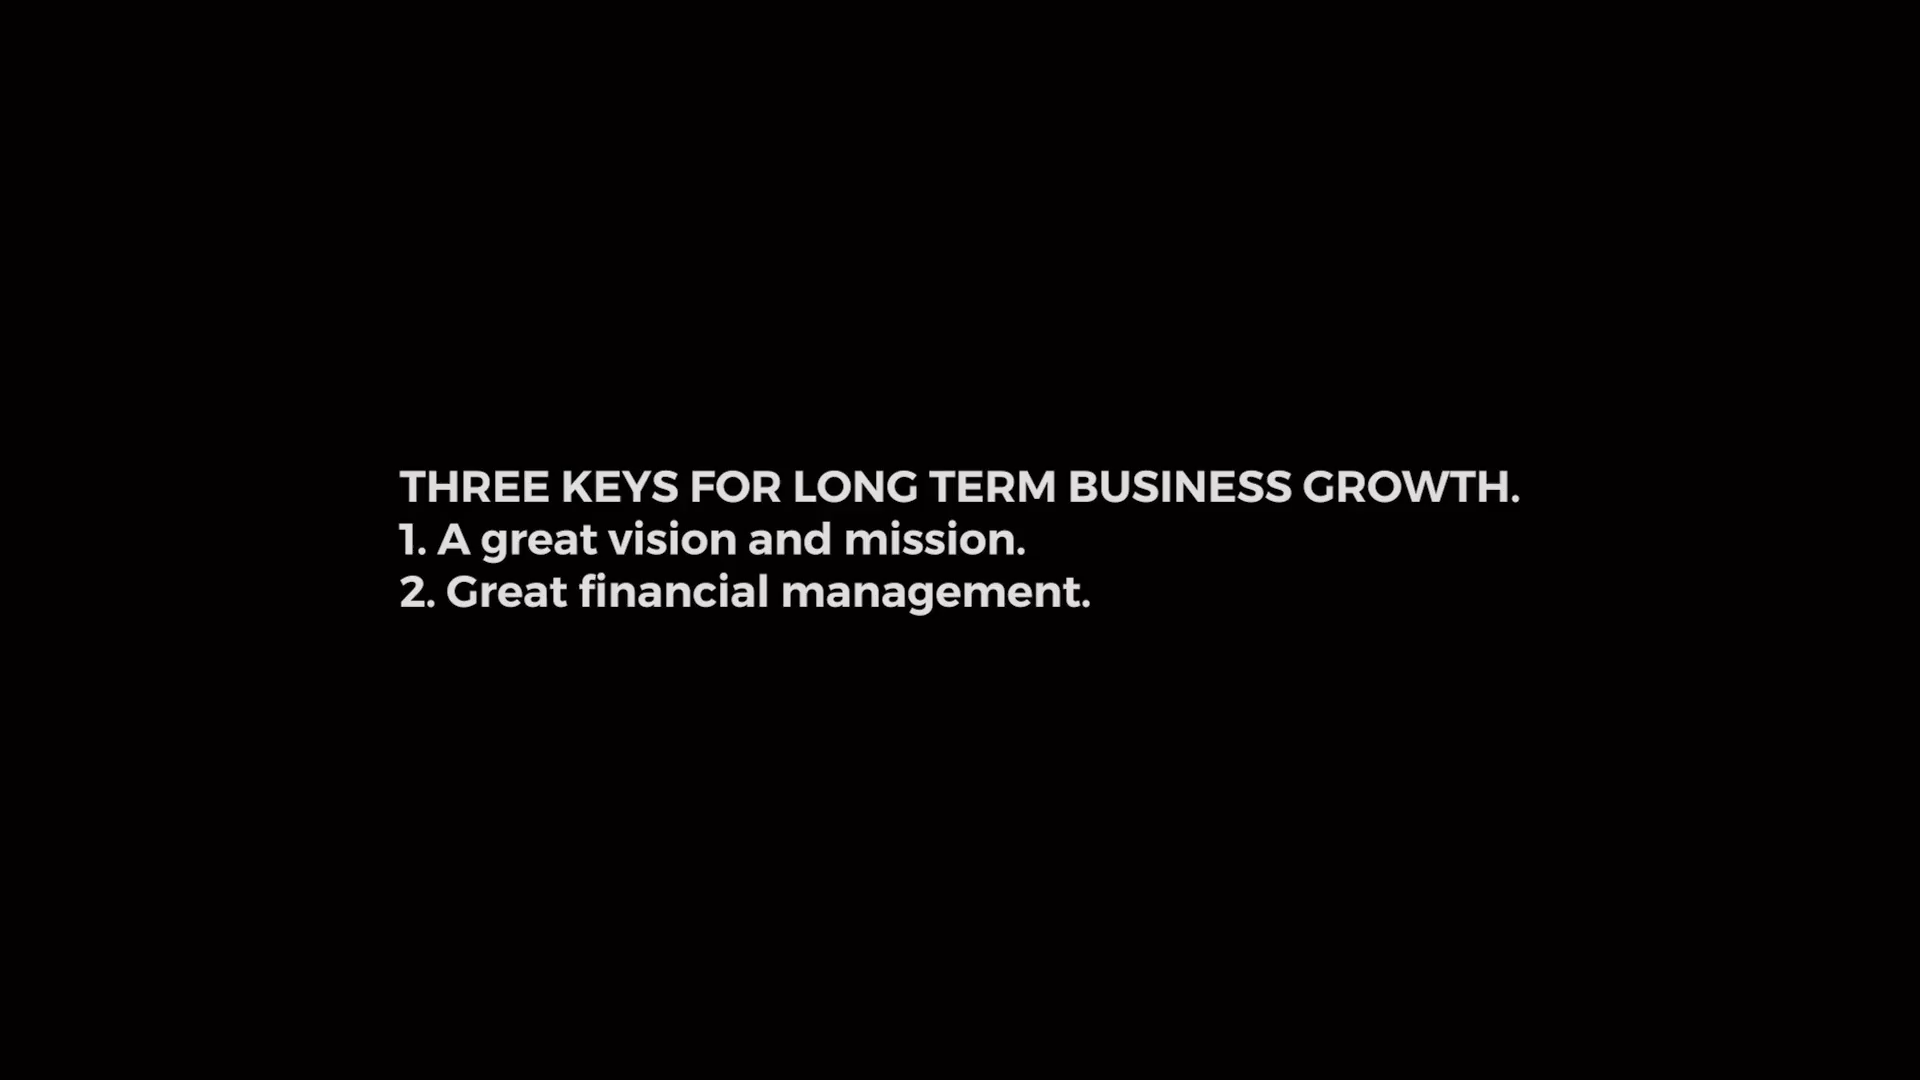 THREE KEYS FOR LONG TERM BUSINESS GROWTH.
1. A great vision and mission.
2. Great financial management.